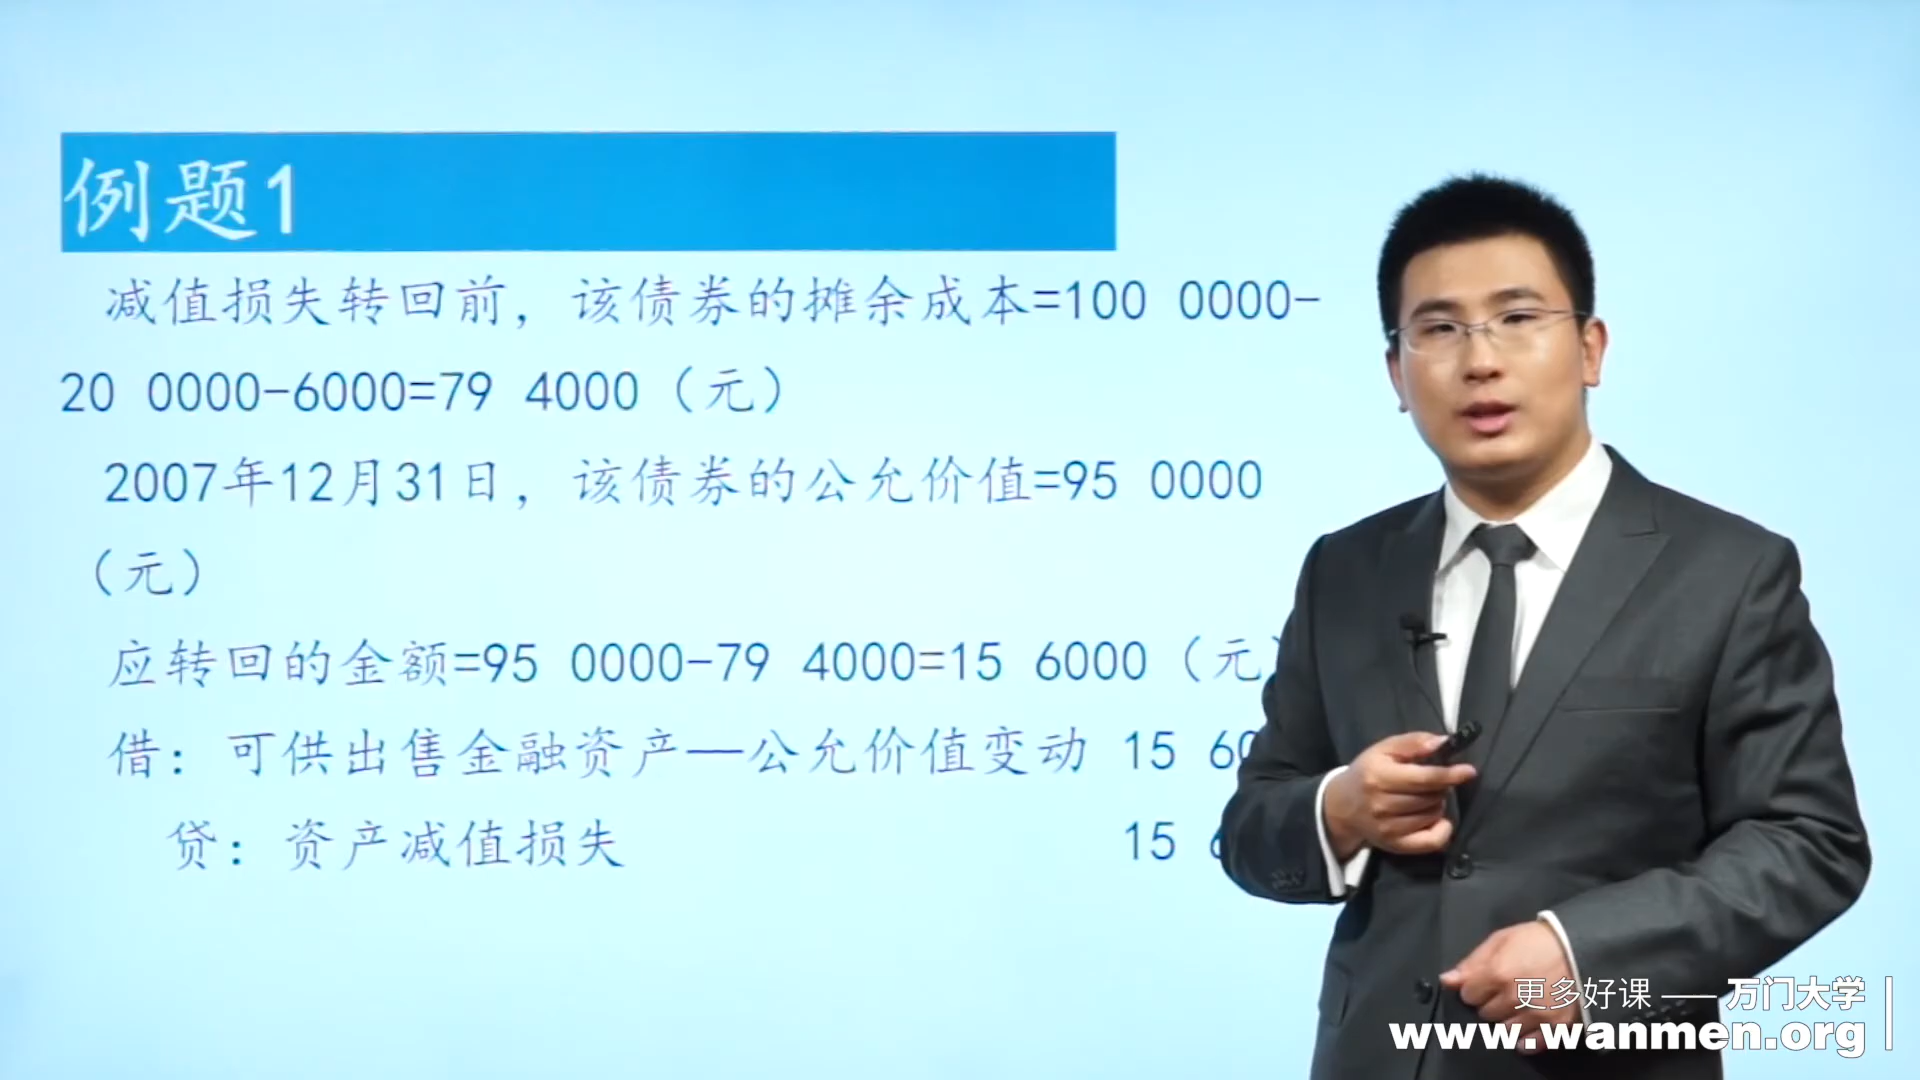 例题1
减值损失转回前，该债券的摊余成本=100 0000-
20 0000-6000=79 4000（元）
2007年12月31日，该债券的公允价值=95 0000
（元）
应转回的金额=95 0000-79 4000=15 6000（元）
借：可供出售金融资产—公允价值变动 15 60
贷：资产减值损失 15 6
更多好课 —— 万门大学
www.wanmen.org